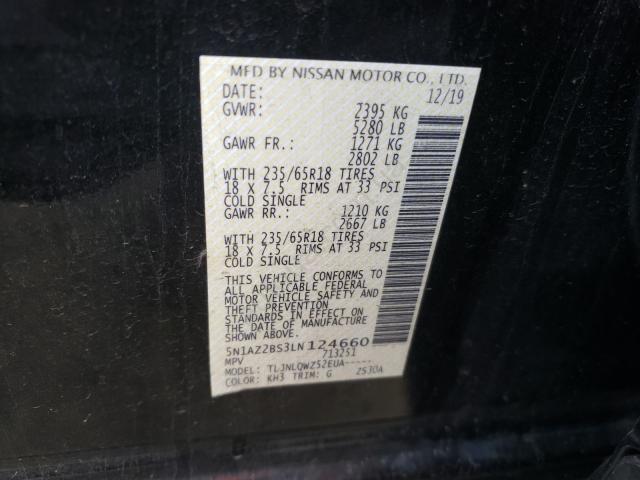 MFD BY NISSAN MOTOR CO., LTD.
DATE: 12/19
GVWR: 2395 KG
5280 LB
GAWR FR.: 1271 KG
2802 LB
WITH 235/65R18 TIRES
18 X 7.5 RIMS AT 33 PSI
COLD SINGLE
GAWR RR.: 1210 KG
2667 LB
WITH 235/65R18 TIRES
18 X 7.5 RIMS AT 33 PSI
COLD SINGLE
THIS VEHICLE CONFORMS TO
ALL APPLICABLE FEDERAL
MOTOR VEHICLE SAFETY AND
THEFT PREVENTION
STANDARDS IN EFFECT ON
THE DATE OF MANUFACTURE
SHOWN ABOVE.
5N1AZ2BS3LN124660
MPV 713251
MODEL: TLJNLQWZ52EUA-----
COLOR: KH3 TRIM: G Z530A